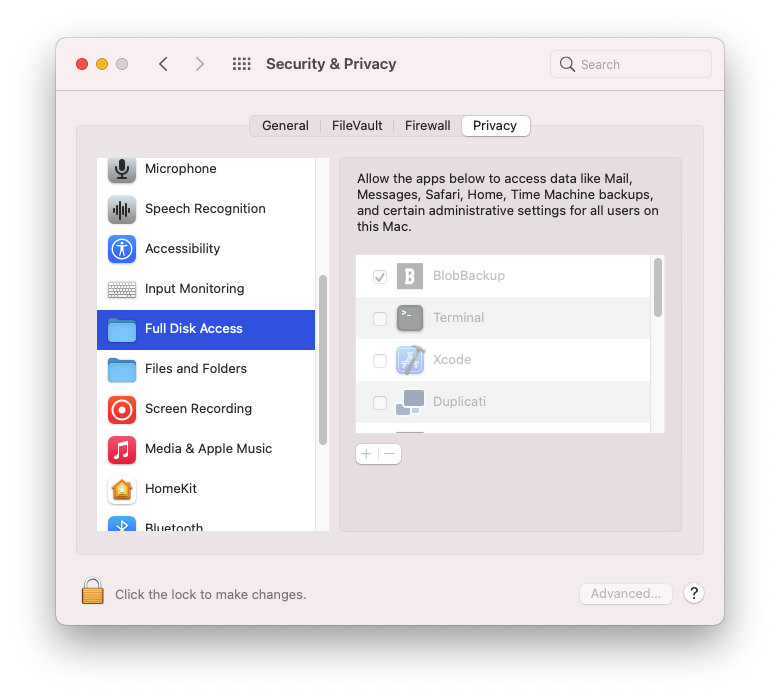 Security & Privacy
Search
General
FileVault
Firewall
Privacy
Microphone
Speech Recognition
Accessibility
Input Monitoring
Full Disk Access
Files and Folders
Screen Recording
Media & Apple Music
HomeKit
Bluetooth
Allow the apps below to access data like Mail,
Messages, Safari, Home, Time Machine backups,
and certain administrative settings for all users on
this Mac.
B
BlobBackup
>-
Terminal
Xcode
Duplicati
+
−
Click the lock to make changes.
Advanced...
?